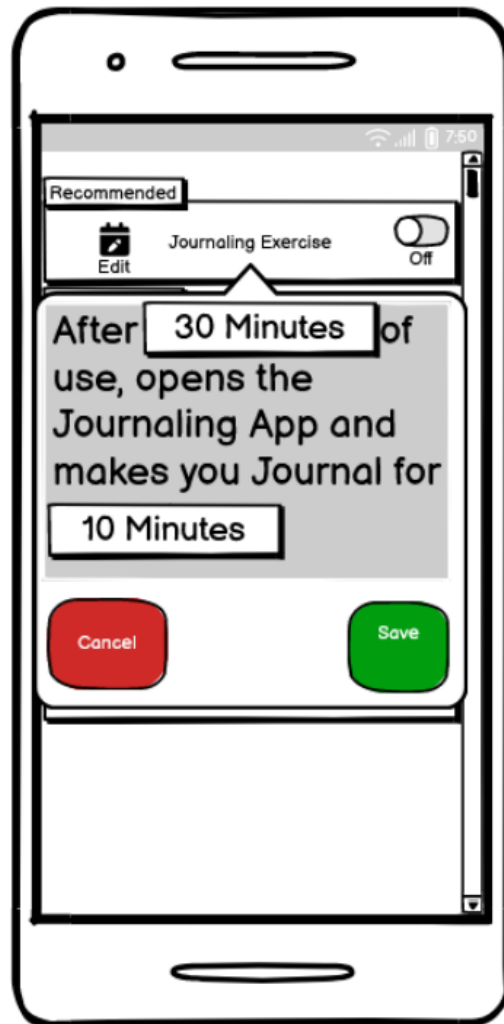 7:50
Recommended
Journaling Exercise
Edit
Off
After 30 Minutes of
use, opens the
Journaling App and
makes you Journal for
10 Minutes
Cancel
Save